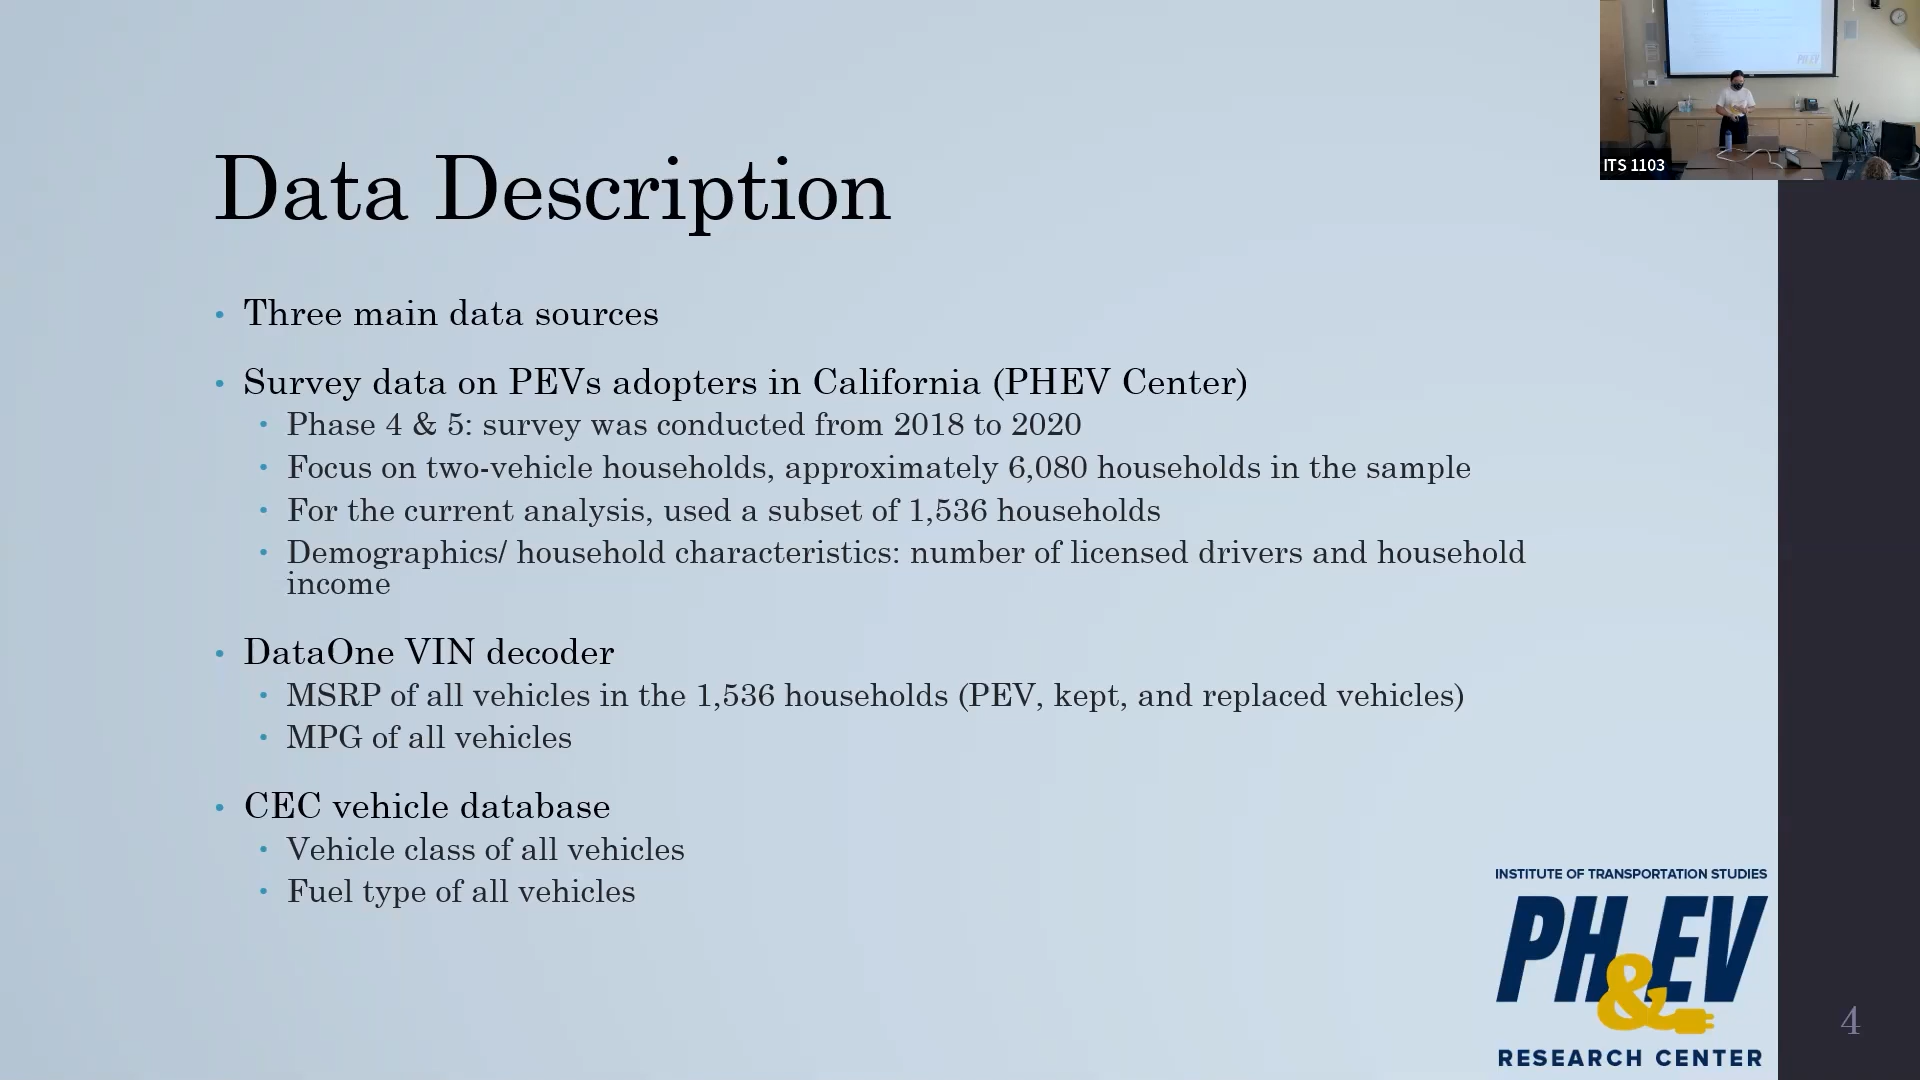 ITS 1103
Data Description
• Three main data sources
• Survey data on PEVs adopters in California (PHEV Center)
• Phase 4 & 5: survey was conducted from 2018 to 2020
• Focus on two-vehicle households, approximately 6,080 households in the sample
• For the current analysis, used a subset of 1,536 households
• Demographics/ household characteristics: number of licensed drivers and household
income
• DataOne VIN decoder
• MSRP of all vehicles in the 1,536 households (PEV, kept, and replaced vehicles)
• MPG of all vehicles
• CEC vehicle database
• Vehicle class of all vehicles
• Fuel type of all vehicles
INSTITUTE OF TRANSPORTATION STUDIES
PH&EV
RESEARCH CENTER
4